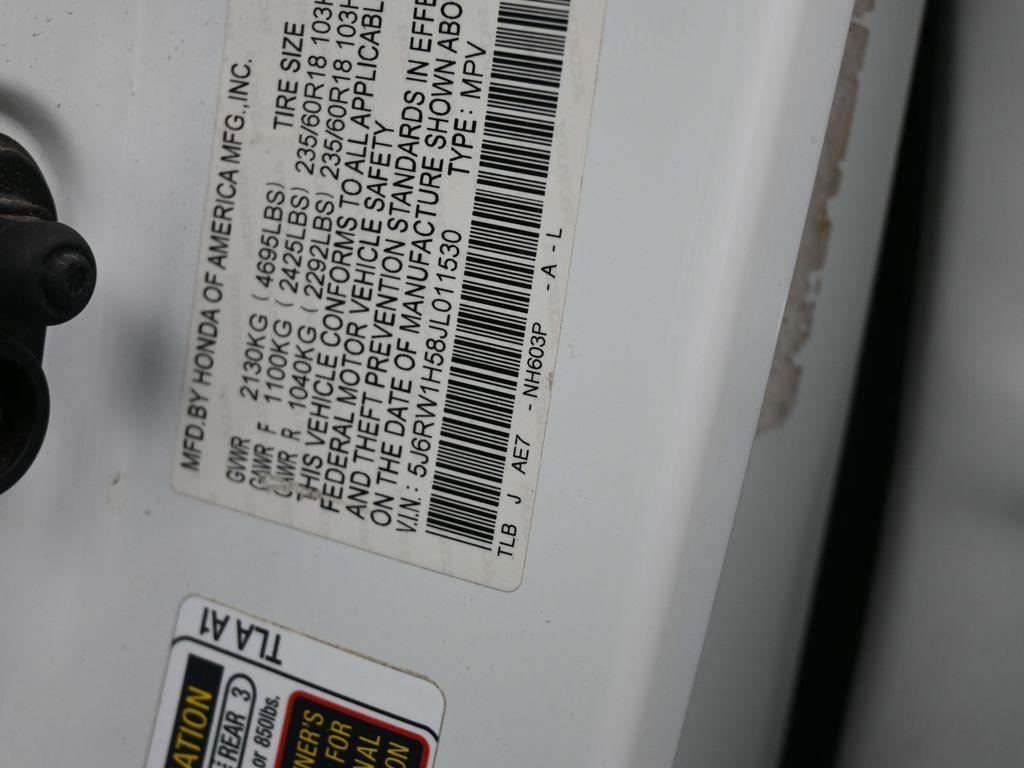 MFD.BY HONDA OF AMERICA MFG.,INC.
GVWR 2130KG ( 4695LBS) TIRE SIZE
GAWR F 1100KG ( 2425LBS) 235/60R18 103H
GAWR R 1040KG ( 2292LBS) 235/60R18 103H
THIS VEHICLE CONFORMS TO ALL APPLICABL
FEDERAL MOTOR VEHICLE SAFETY
AND THEFT PREVENTION STANDARDS IN EFFE
ON THE DATE OF MANUFACTURE SHOWN ABO
V.I.N. : 5J6RW1H58JL011530 TYPE : MPV
TLB J AE7 - NH603P - A - L
TLA A1
ATION
REAR 3
or 850lbs.
NER'S
FOR
NAL
ON